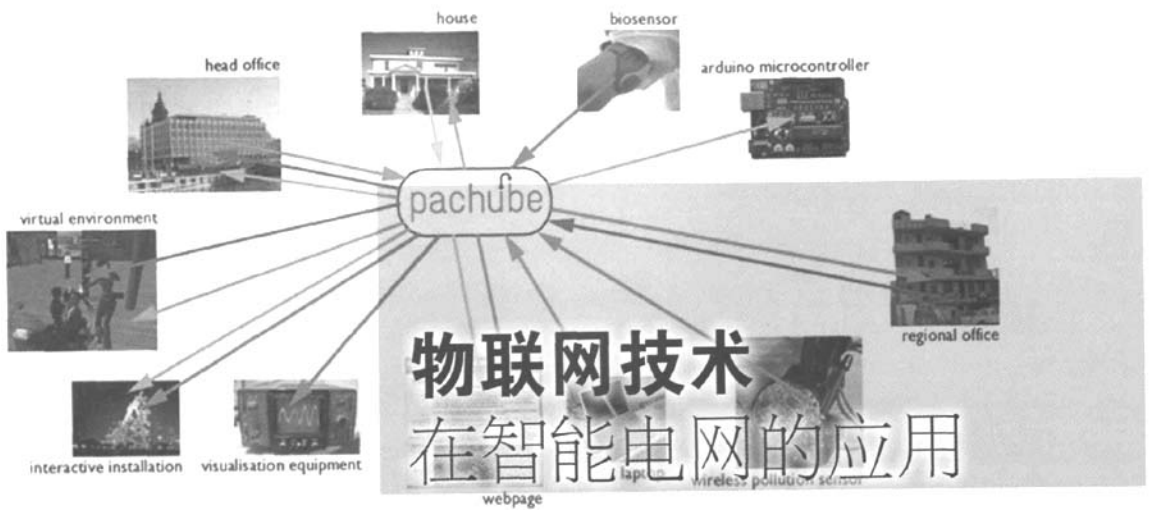 house
biosensor
head office
arduino microcontroller
pachube
virtual environment
regional office
物联网技术
在智能电网的应用
interactive installation
visualisation equipment
laptop
wireless pollution sensor
webpage